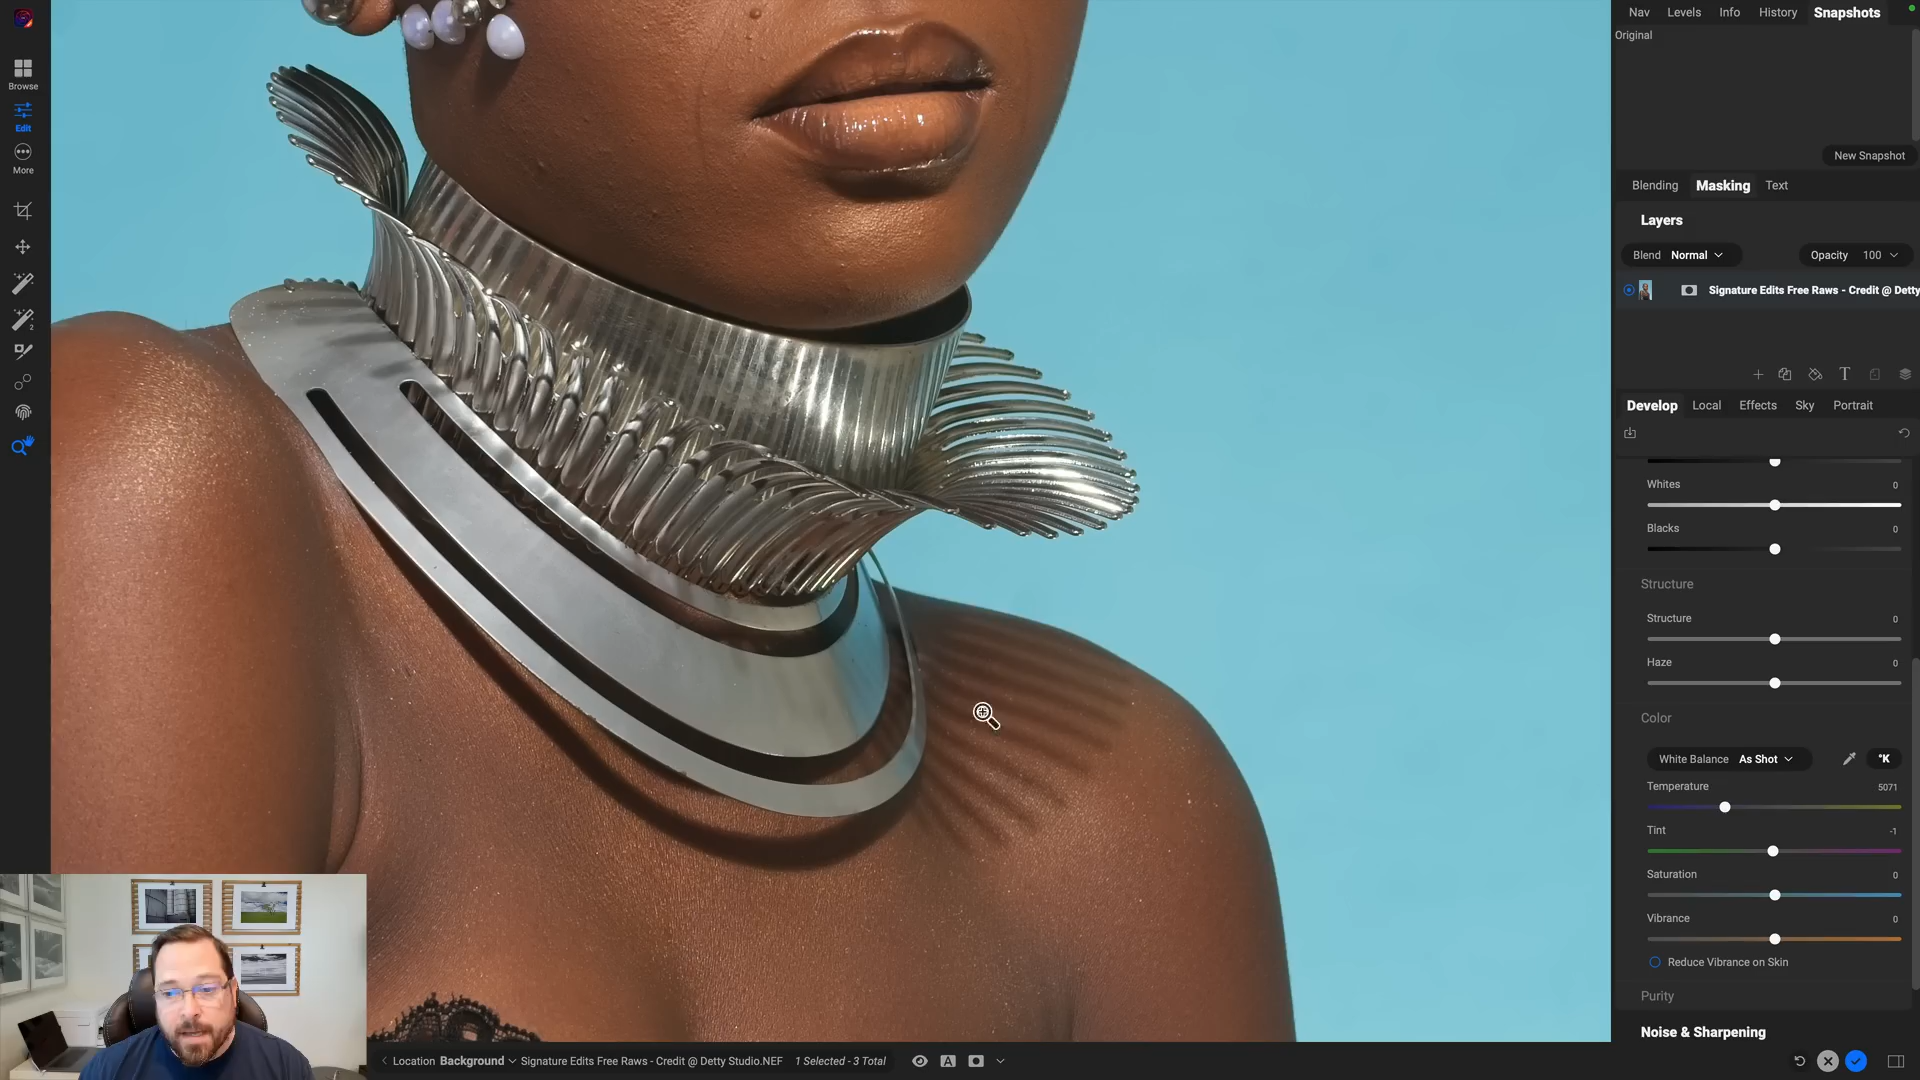 Nav Levels Info History Snapshots
Original
Browse
Edit
More
New Snapshot
Blending Masking Text
Layers
Blend Normal Opacity 100
Signature Edits Free Raws - Credit @ Detty
2
T
Develop Local Effects Sky Portrait
Whites 0
Blacks 0
Structure
Structure 0
Haze 0
Color
White Balance As Shot °K
Temperature 5071
Tint -1
Saturation 0
Vibrance 0
Reduce Vibrance on Skin
Purity
Noise & Sharpening
Location Background Signature Edits Free Raws - Credit @ Detty Studio.NEF 1 Selected - 3 Total A